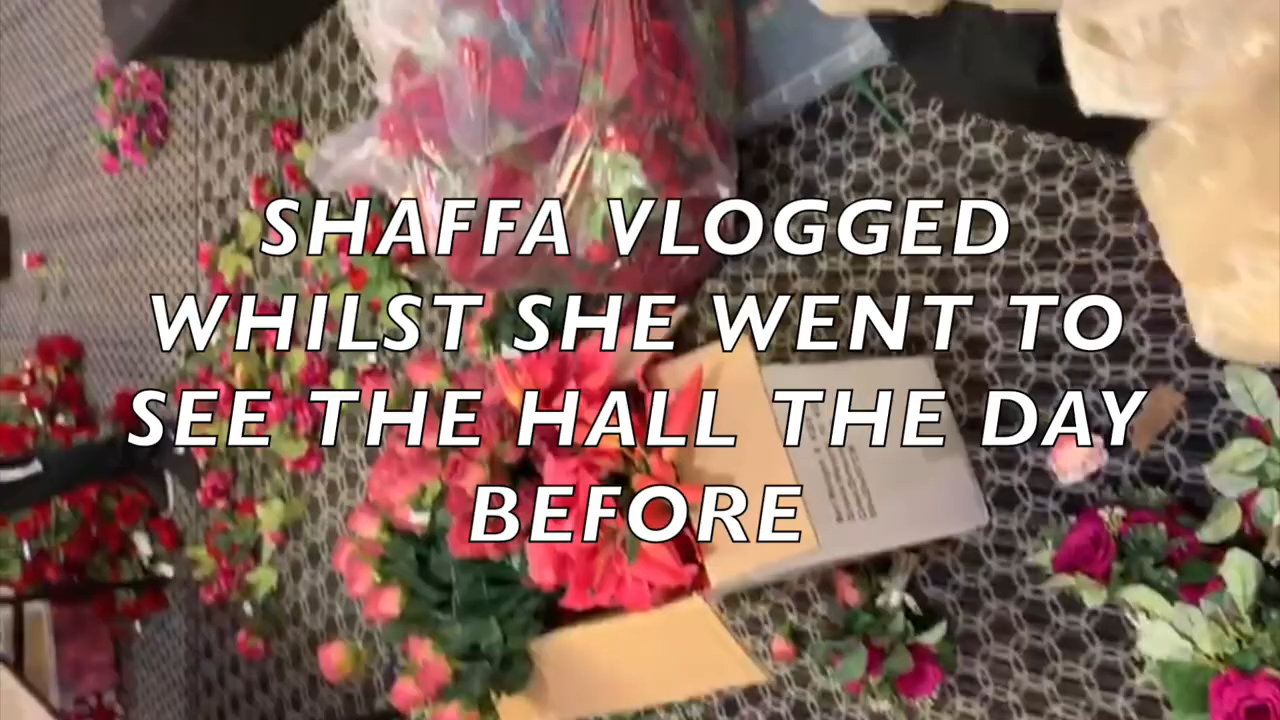 SHAFFA VLOGGED
WHILST SHE WENT TO
SEE THE HALL THE DAY
BEFORE